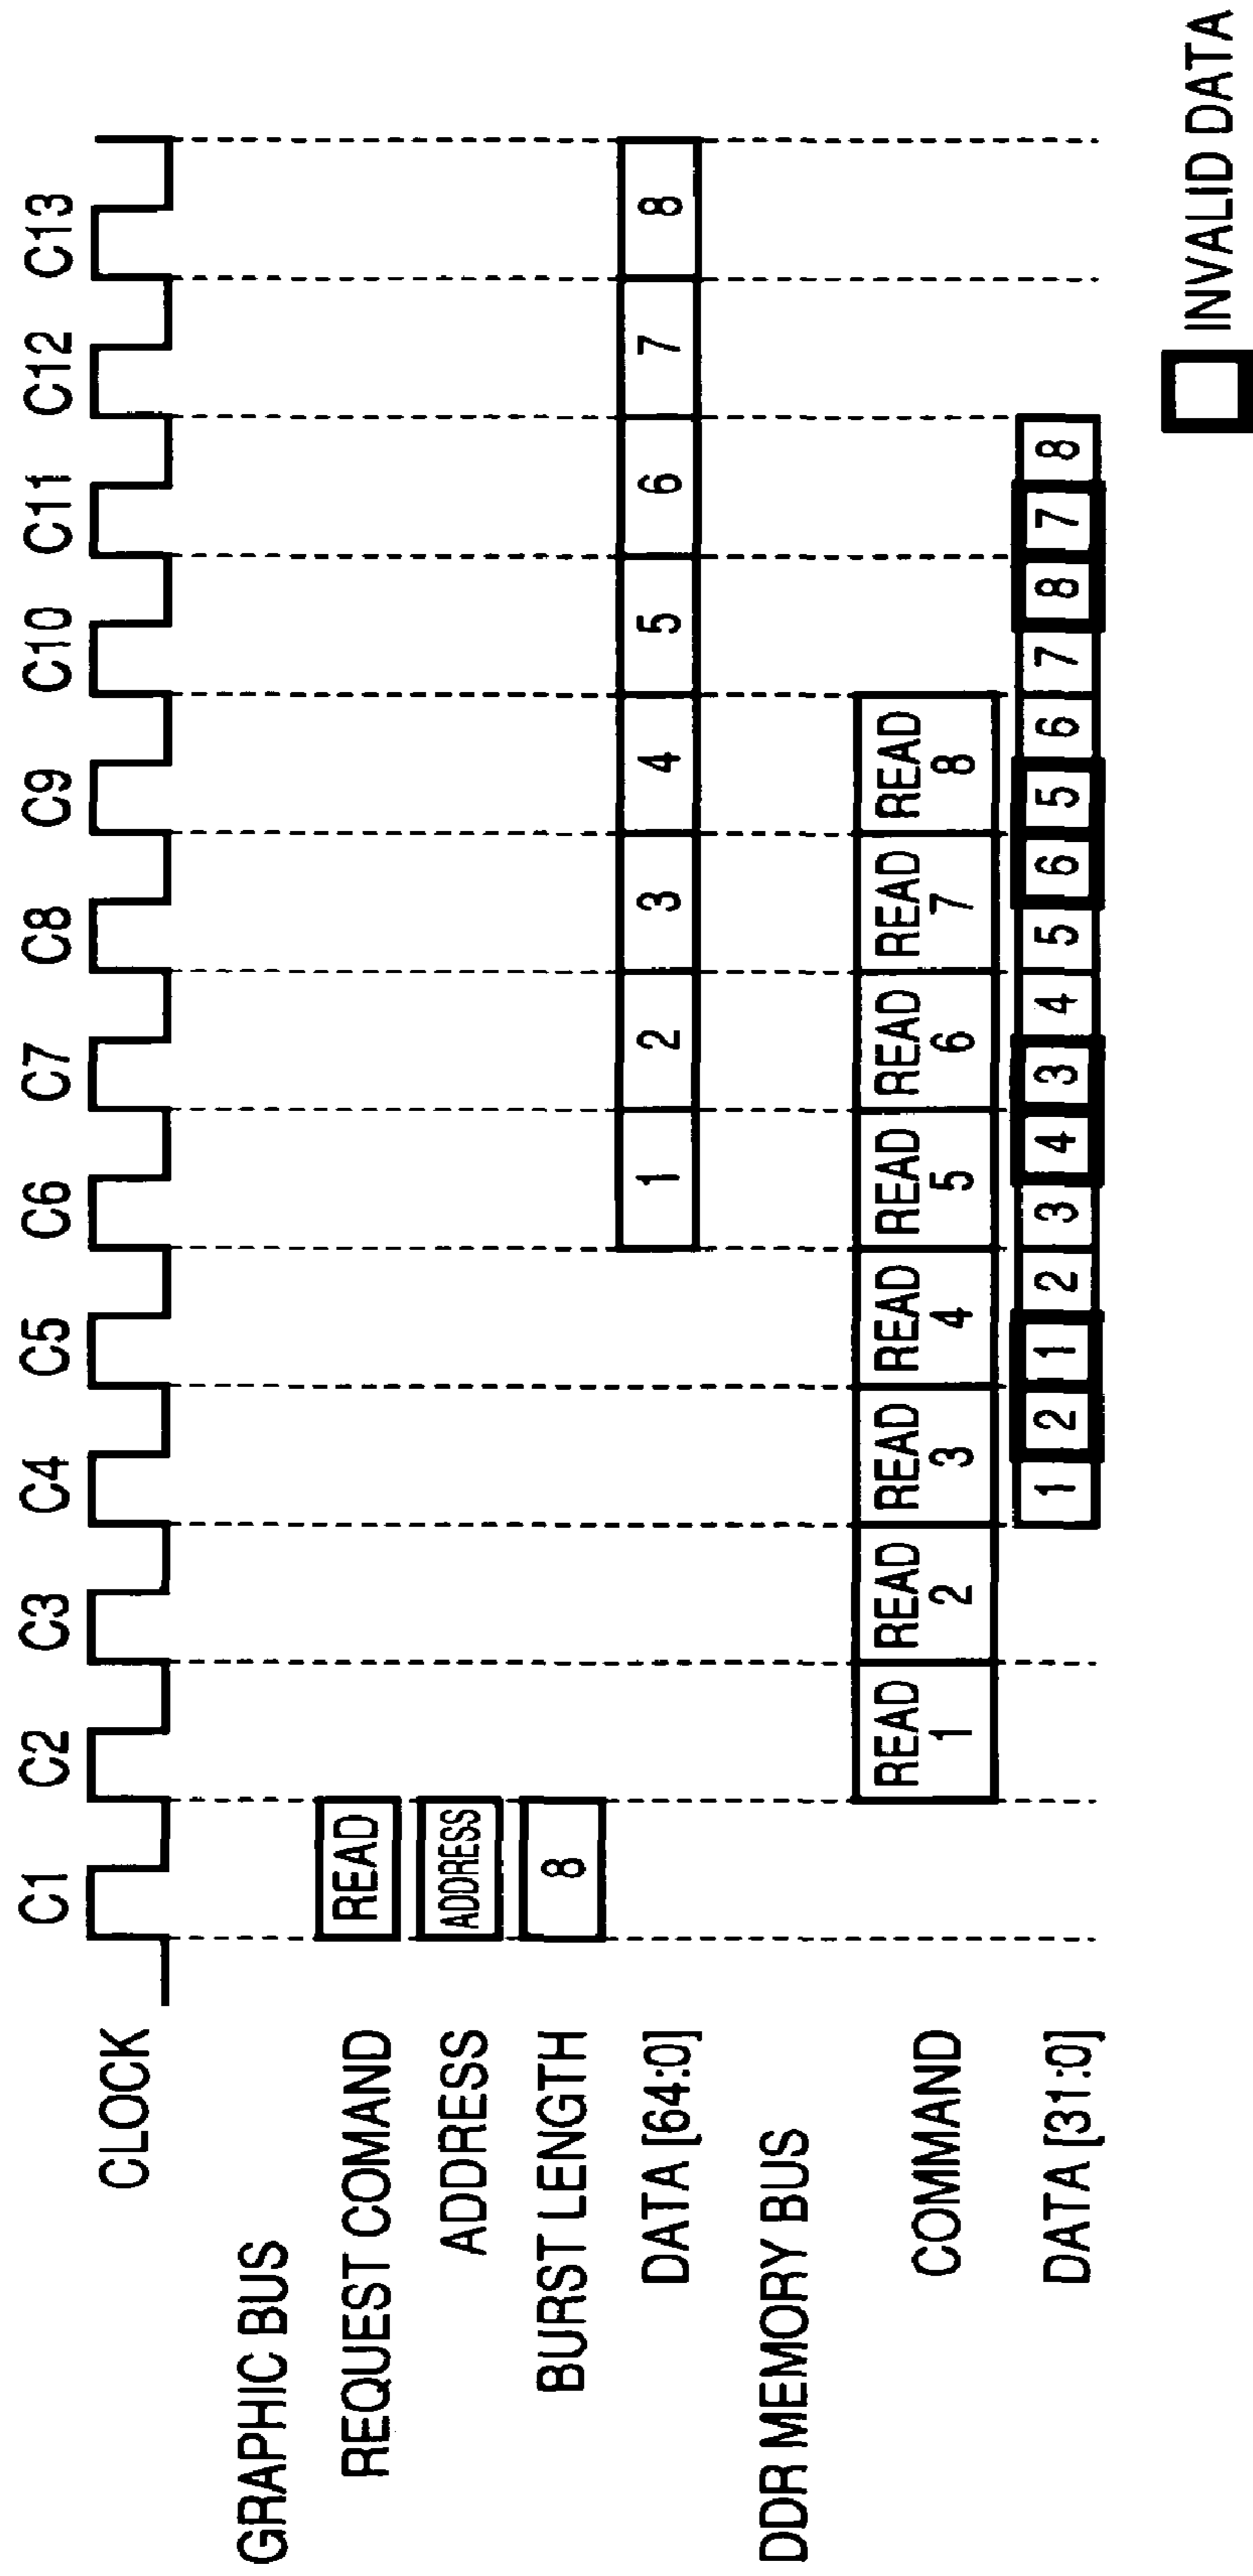 C1 C2 C3 C4 C5 C6 C7 C8 C9 C10 C11 C12 C13
CLOCK
GRAPHIC BUS
REQUEST COMAND READ
ADDRESS ADDRESS
BURST LENGTH 8
DATA [64:0] 1 2 3 4 5 6 7 8
DDR MEMORY BUS
COMMAND READ 1 READ 2 READ 3 READ 4 READ 5 READ 6 READ 7 READ 8
DATA [31:0] 1 2 1 2 3 4 3 4 5 6 5 6 7 8 7 8
INVALID DATA